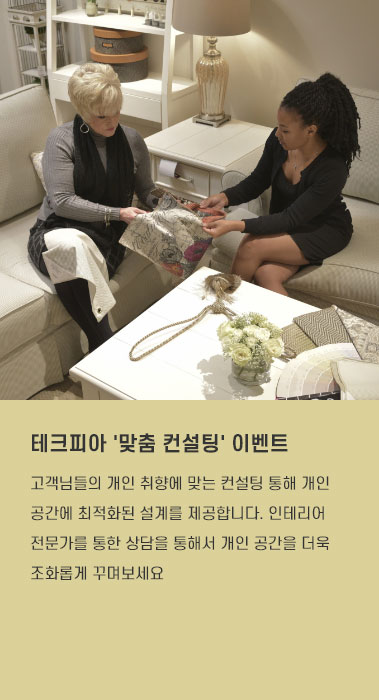 테크피아 '맞춤 컨설팅' 이벤트
고객님들의 개인 취향에 맞는 컨설팅 통해 개인
공간에 최적화된 설계를 제공합니다. 인테리어
전문가를 통한 상담을 통해서 개인 공간을 더욱
조화롭게 꾸며보세요